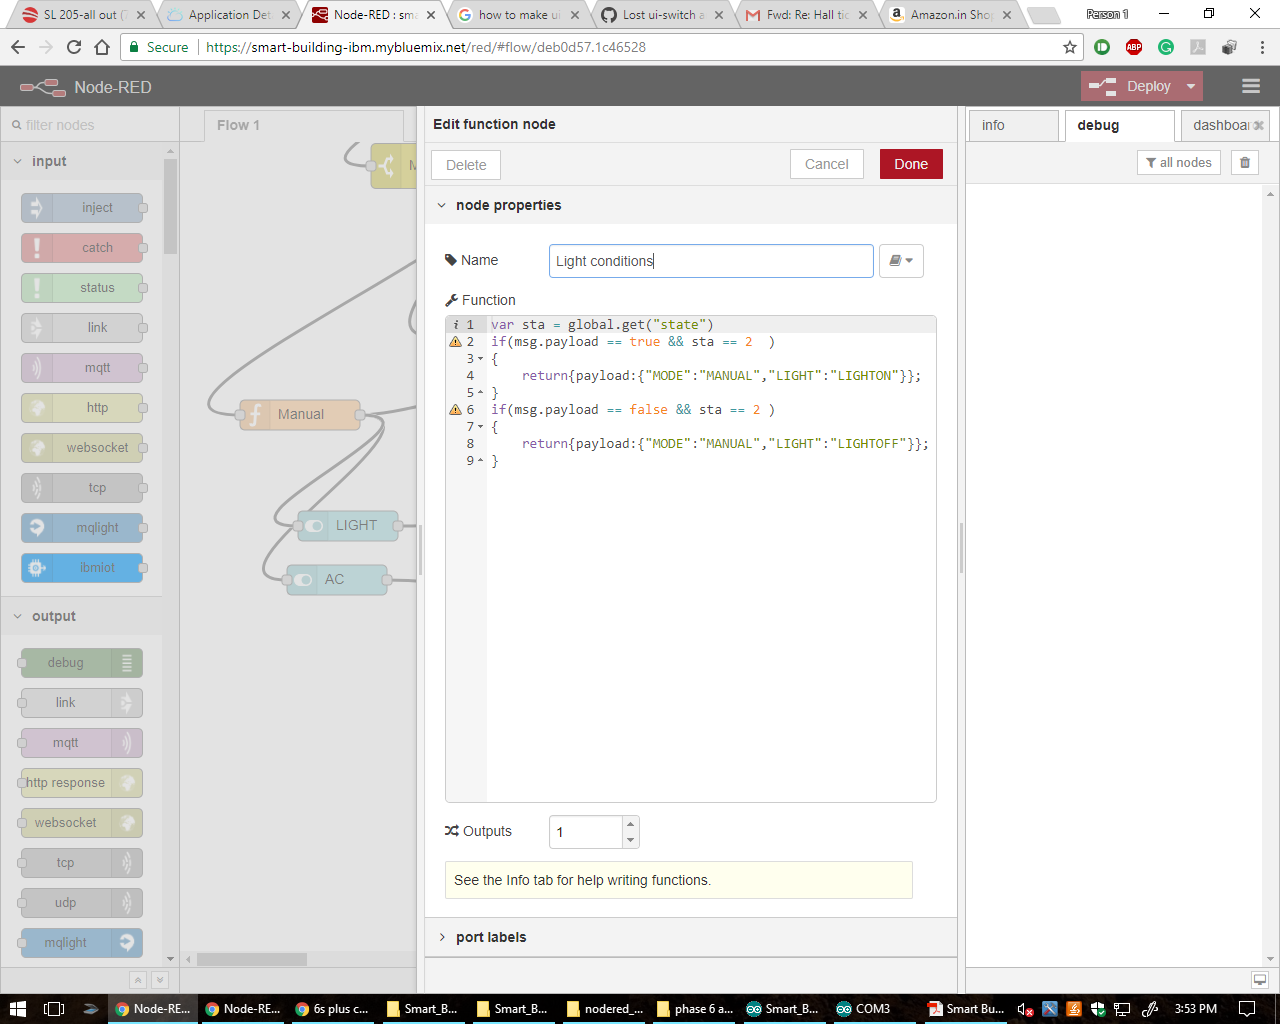 SL 205-all out (
Application Det
Node-RED : sma
how to make ui
Lost ui-switch a
Fwd: Re: Hall tic
Amazon.in Shop
Person 1
Secure
https://smart-building-ibm.mybluemix.net/red/#flow/deb0d57.1c46528
ABP
Node-RED
Deploy
filter nodes
Flow 1
Edit function node
info
debug
dashboar
Delete
Cancel
Done
all nodes
input
node properties
inject
catch
status
link
mqtt
http
websocket
tcp
mqlight
ibmiot
output
debug
link
mqtt
http response
websocket
tcp
udp
mqlight
M
Manual
LIGHT
AC
Name
Light conditions
Function
i 1 var sta = global.get("state")
2 if(msg.payload == true && sta == 2  )
3 {
4     return{payload:{"MODE":"MANUAL","LIGHT":"LIGHTON"}};
5 }
6 if(msg.payload == false && sta == 2 )
7 {
8     return{payload:{"MODE":"MANUAL","LIGHT":"LIGHTOFF"}};
9 }
Outputs
1
See the Info tab for help writing functions.
port labels
Node-RE...
Node-RE...
6s plus c...
Smart_B...
Smart_B...
nodered_...
phase 6 a...
Smart_B...
COM3
Smart Bu...
3:53 PM